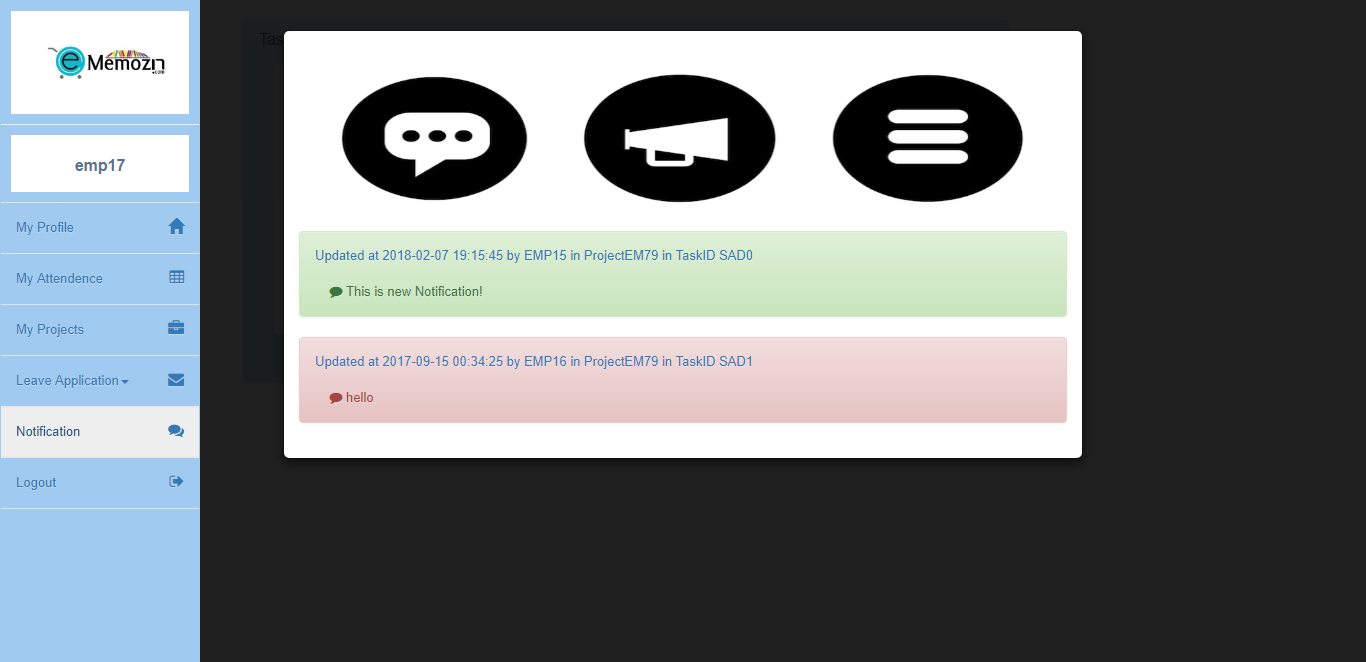 eMemozin
.com
emp17
My Profile
My Attendence
My Projects
Leave Application
Notification
Logout
Tas
Updated at 2018-02-07 19:15:45 by EMP15 in ProjectEM79 in TaskID SAD0
This is new Notification!
Updated at 2017-09-15 00:34:25 by EMP16 in ProjectEM79 in TaskID SAD1
hello